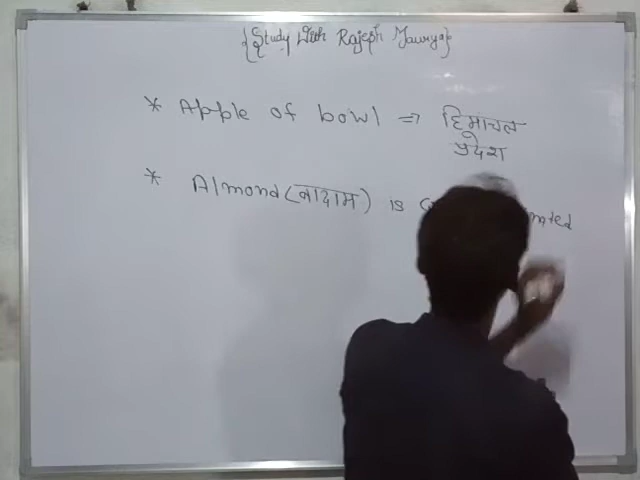 {Study With Rajesh Maurya}
* Apple of bowl ⇒ हिमाचल
प्रदेश
* Almond (बादाम) is